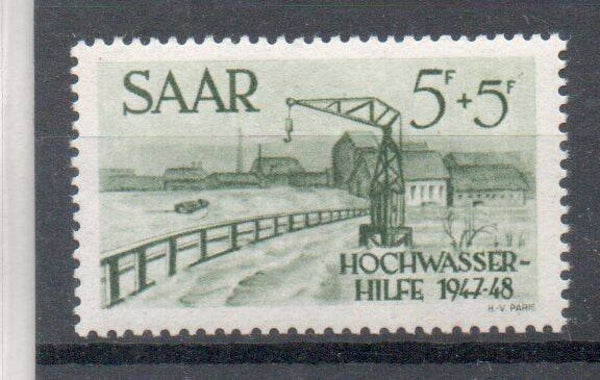 SAAR 5F+5F
HOCHWASSER-
HILFE 1947-48
H.-V. PARIS